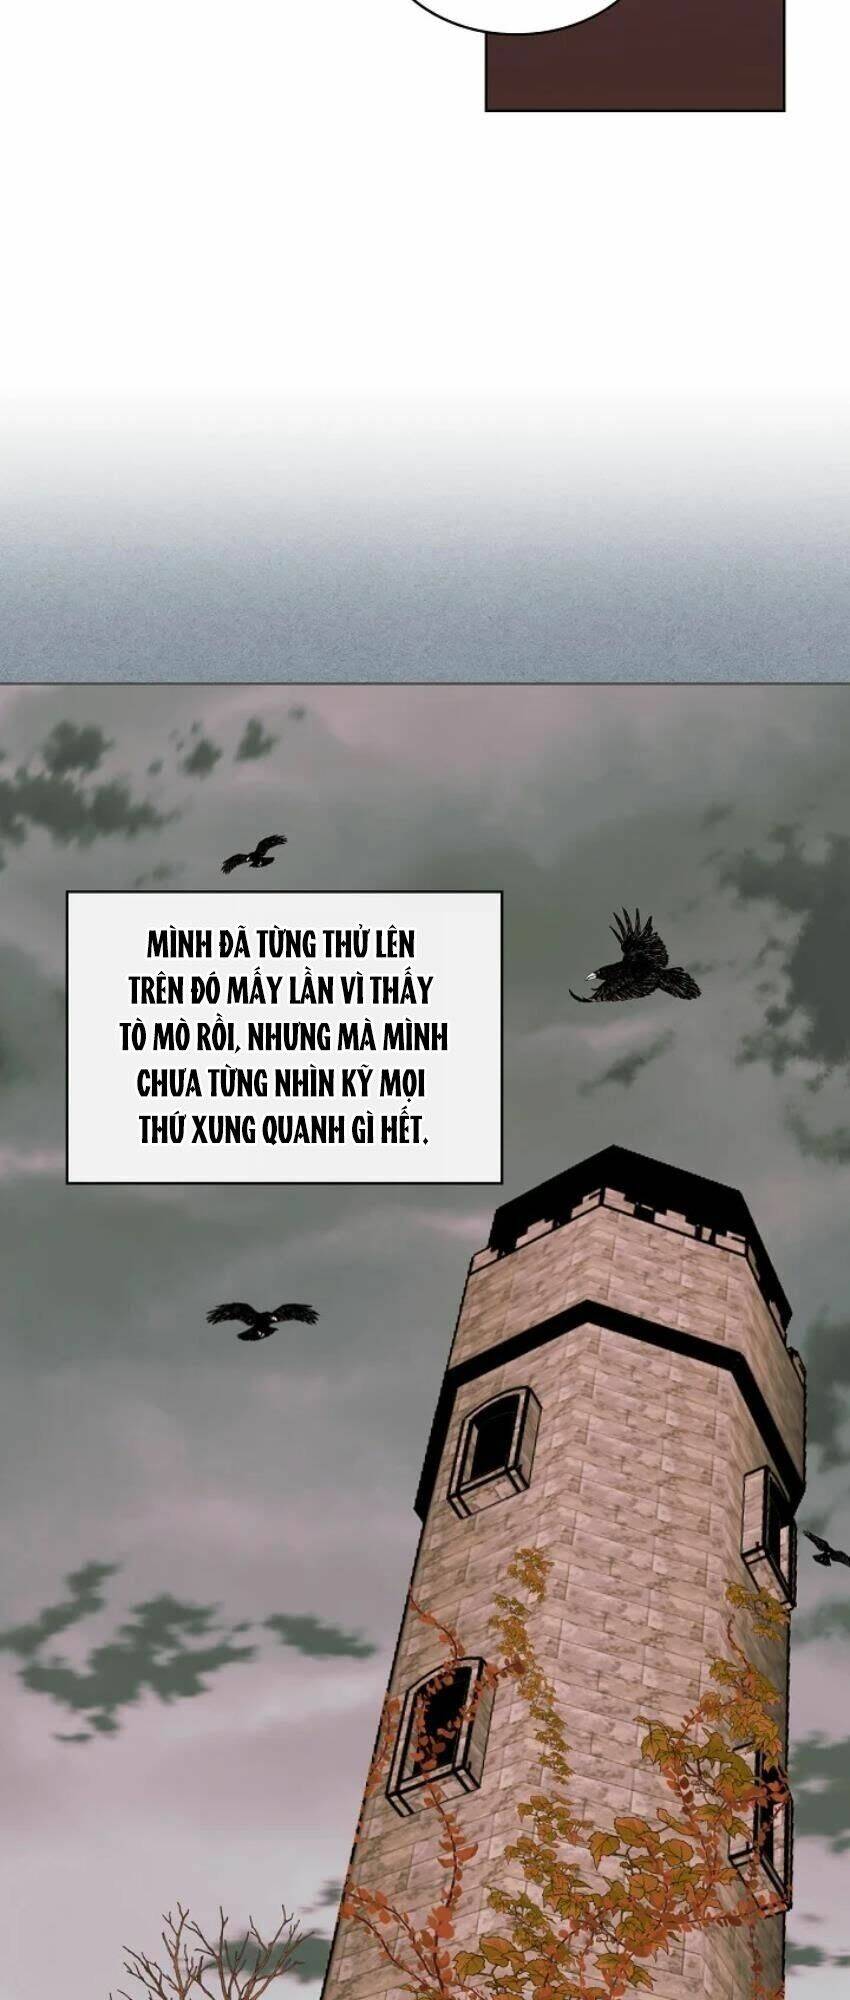 MÌNH ĐÃ TỪNG THỬ LÊN
TRÊN ĐÓ MẤY LẦN VÌ THẤY
TÒ MÒ RỒI, NHƯNG MÀ MÌNH
CHƯA TỪNG NHÌN KỸ MỌI
THỨ XUNG QUANH GÌ HẾT.